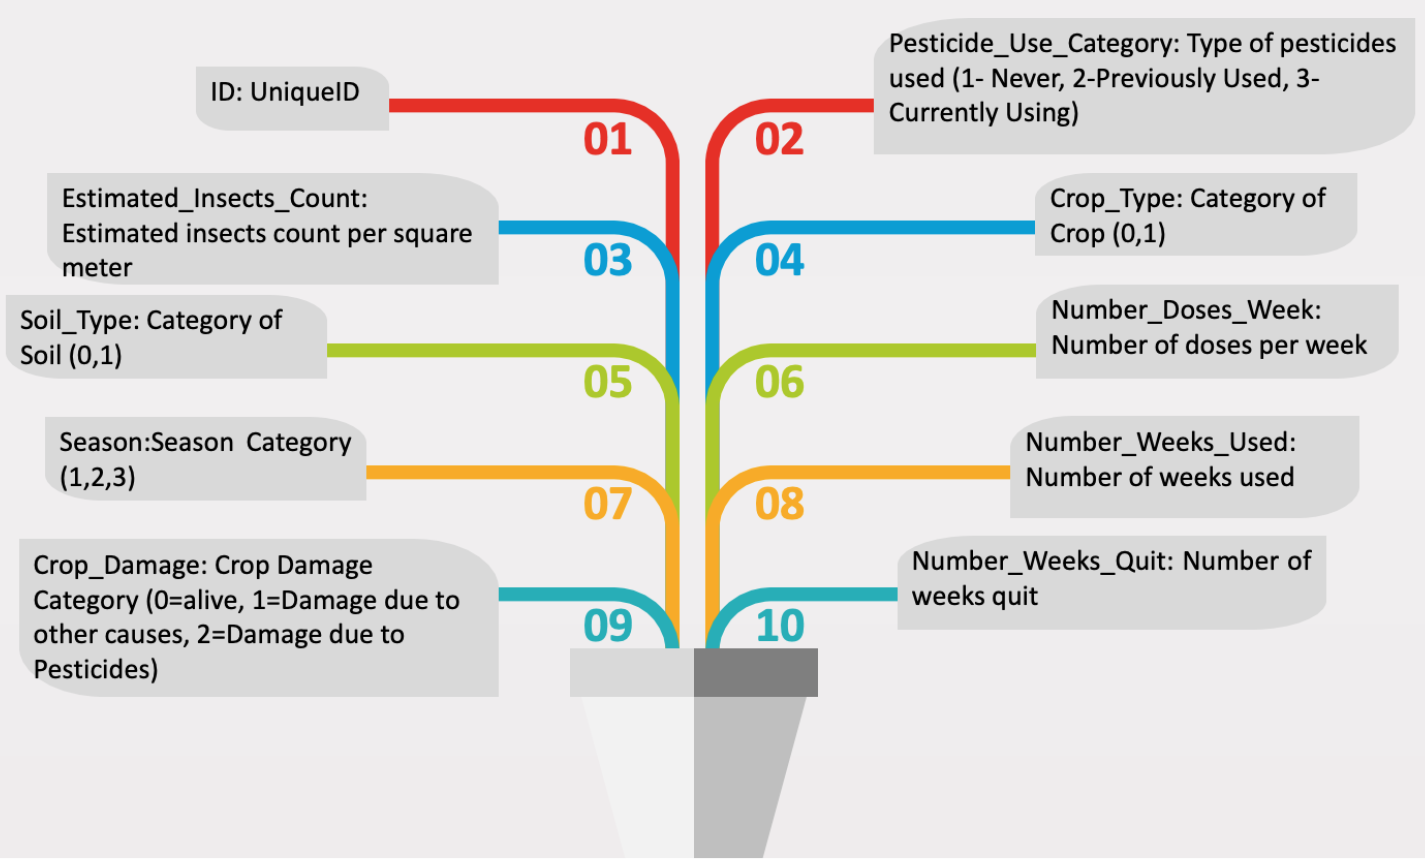 ID: UniqueID
01
Pesticide_Use_Category: Type of pesticides
used (1- Never, 2-Previously Used, 3-
Currently Using)
02
Estimated_Insects_Count:
Estimated insects count per square
meter
03
Crop_Type: Category of
Crop (0,1)
04
Soil_Type: Category of
Soil (0,1)
05
Number_Doses_Week:
Number of doses per week
06
Season:Season  Category
(1,2,3)
07
Number_Weeks_Used:
Number of weeks used
08
Crop_Damage: Crop Damage
Category (0=alive, 1=Damage due to
other causes, 2=Damage due to
Pesticides)
09
Number_Weeks_Quit: Number of
weeks quit
10